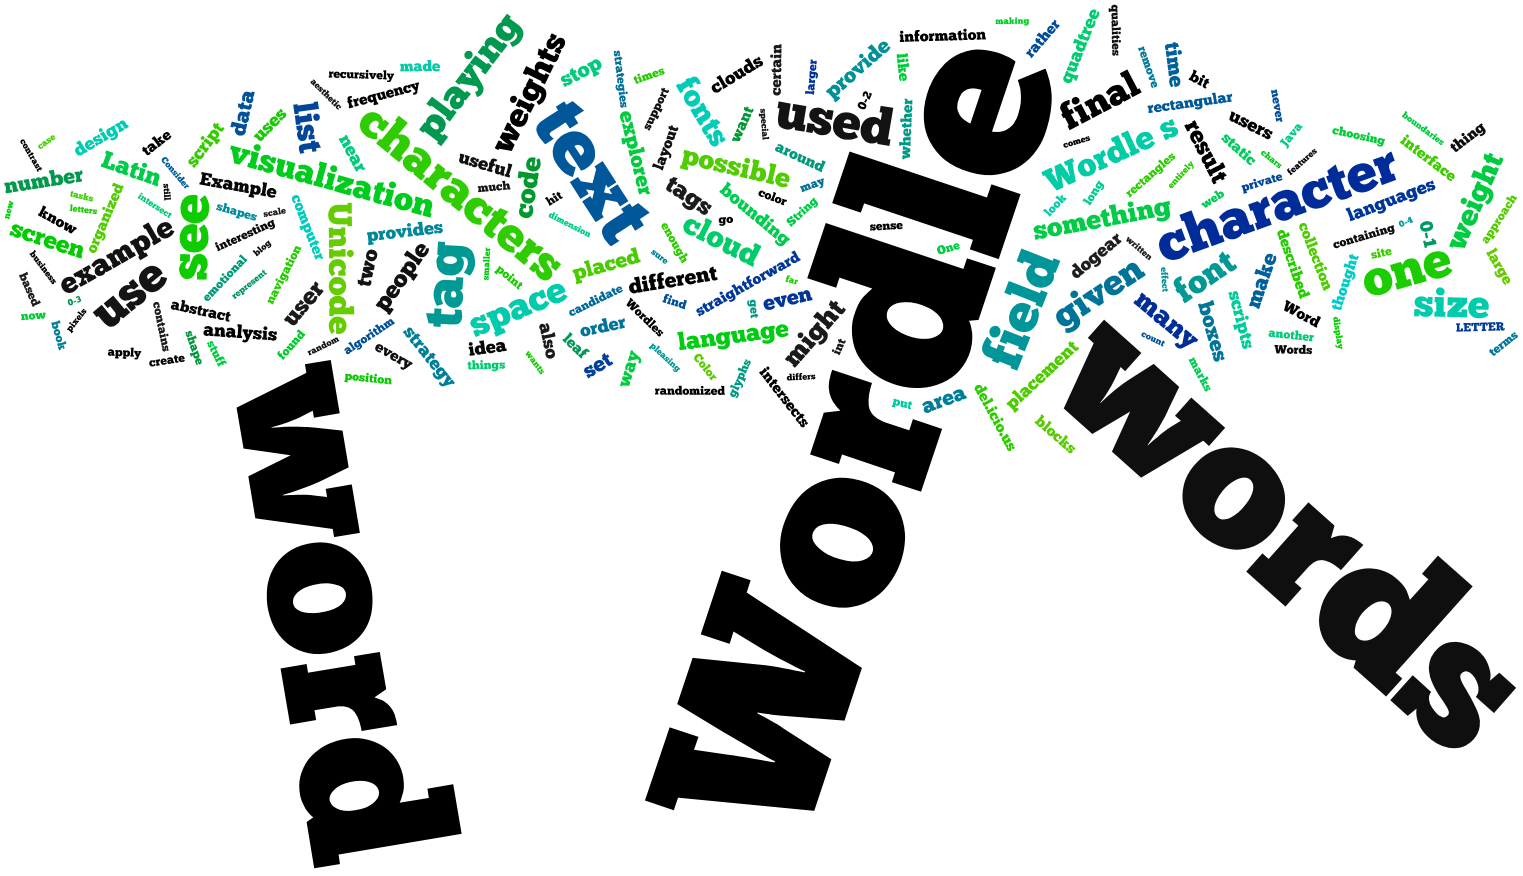 contrast
case
design
take
recursively
made
aesthetic
frequency
playing
weights
stop
strategies
times
support
clouds
certain
larger
provide
like
information
rather
quadtree
qualities
remove
time
bit
number
Latin
Consider
script
data
uses
list
near
characters
text
explorer
fonts
want
special
used
0-2
whether
final
rectangular
never
Java
choosing
boundaries
interface
thing
making
new
tasks
letters
organized
still
intersect
Example
visualization
useful
much
code
hit
layout
possible
around
color
may
String
comes
Wordle s
result
users
static
chars
features
private
languages
weight
approach
know
screen
example
see
shapes
scale
interesting
blog
computer
Unicode
provides
two
people
tag
smaller
point
dimension
placed
enough
sure
tags
bounding
go
cloud
sense
One
look
long
rectangles
entirely
web
something
character
containing
0-4
0-1
site
large
business
based
0-3
pixels
now
book
use
emotional
represent
navigation
abstract
contains
analysis
user
space
candidate
different
Wordles
find
straightforward
far
get
even
dogear
written
effect
given
font
make
described
collection
thought
one
size
LETTER
terms
apply
create
shape
stuff
found
random
algorithm
every
strategy
idea
things
also
wants
leaf
order
set
way
pleasing
language
Color
glyphs
might
int
differs
field
many
count
boxes
scripts
Word
another
Words
display
marks
position
randomized
intersects
put
area
del.icio.us
placement
blocks
word
Wordle
words